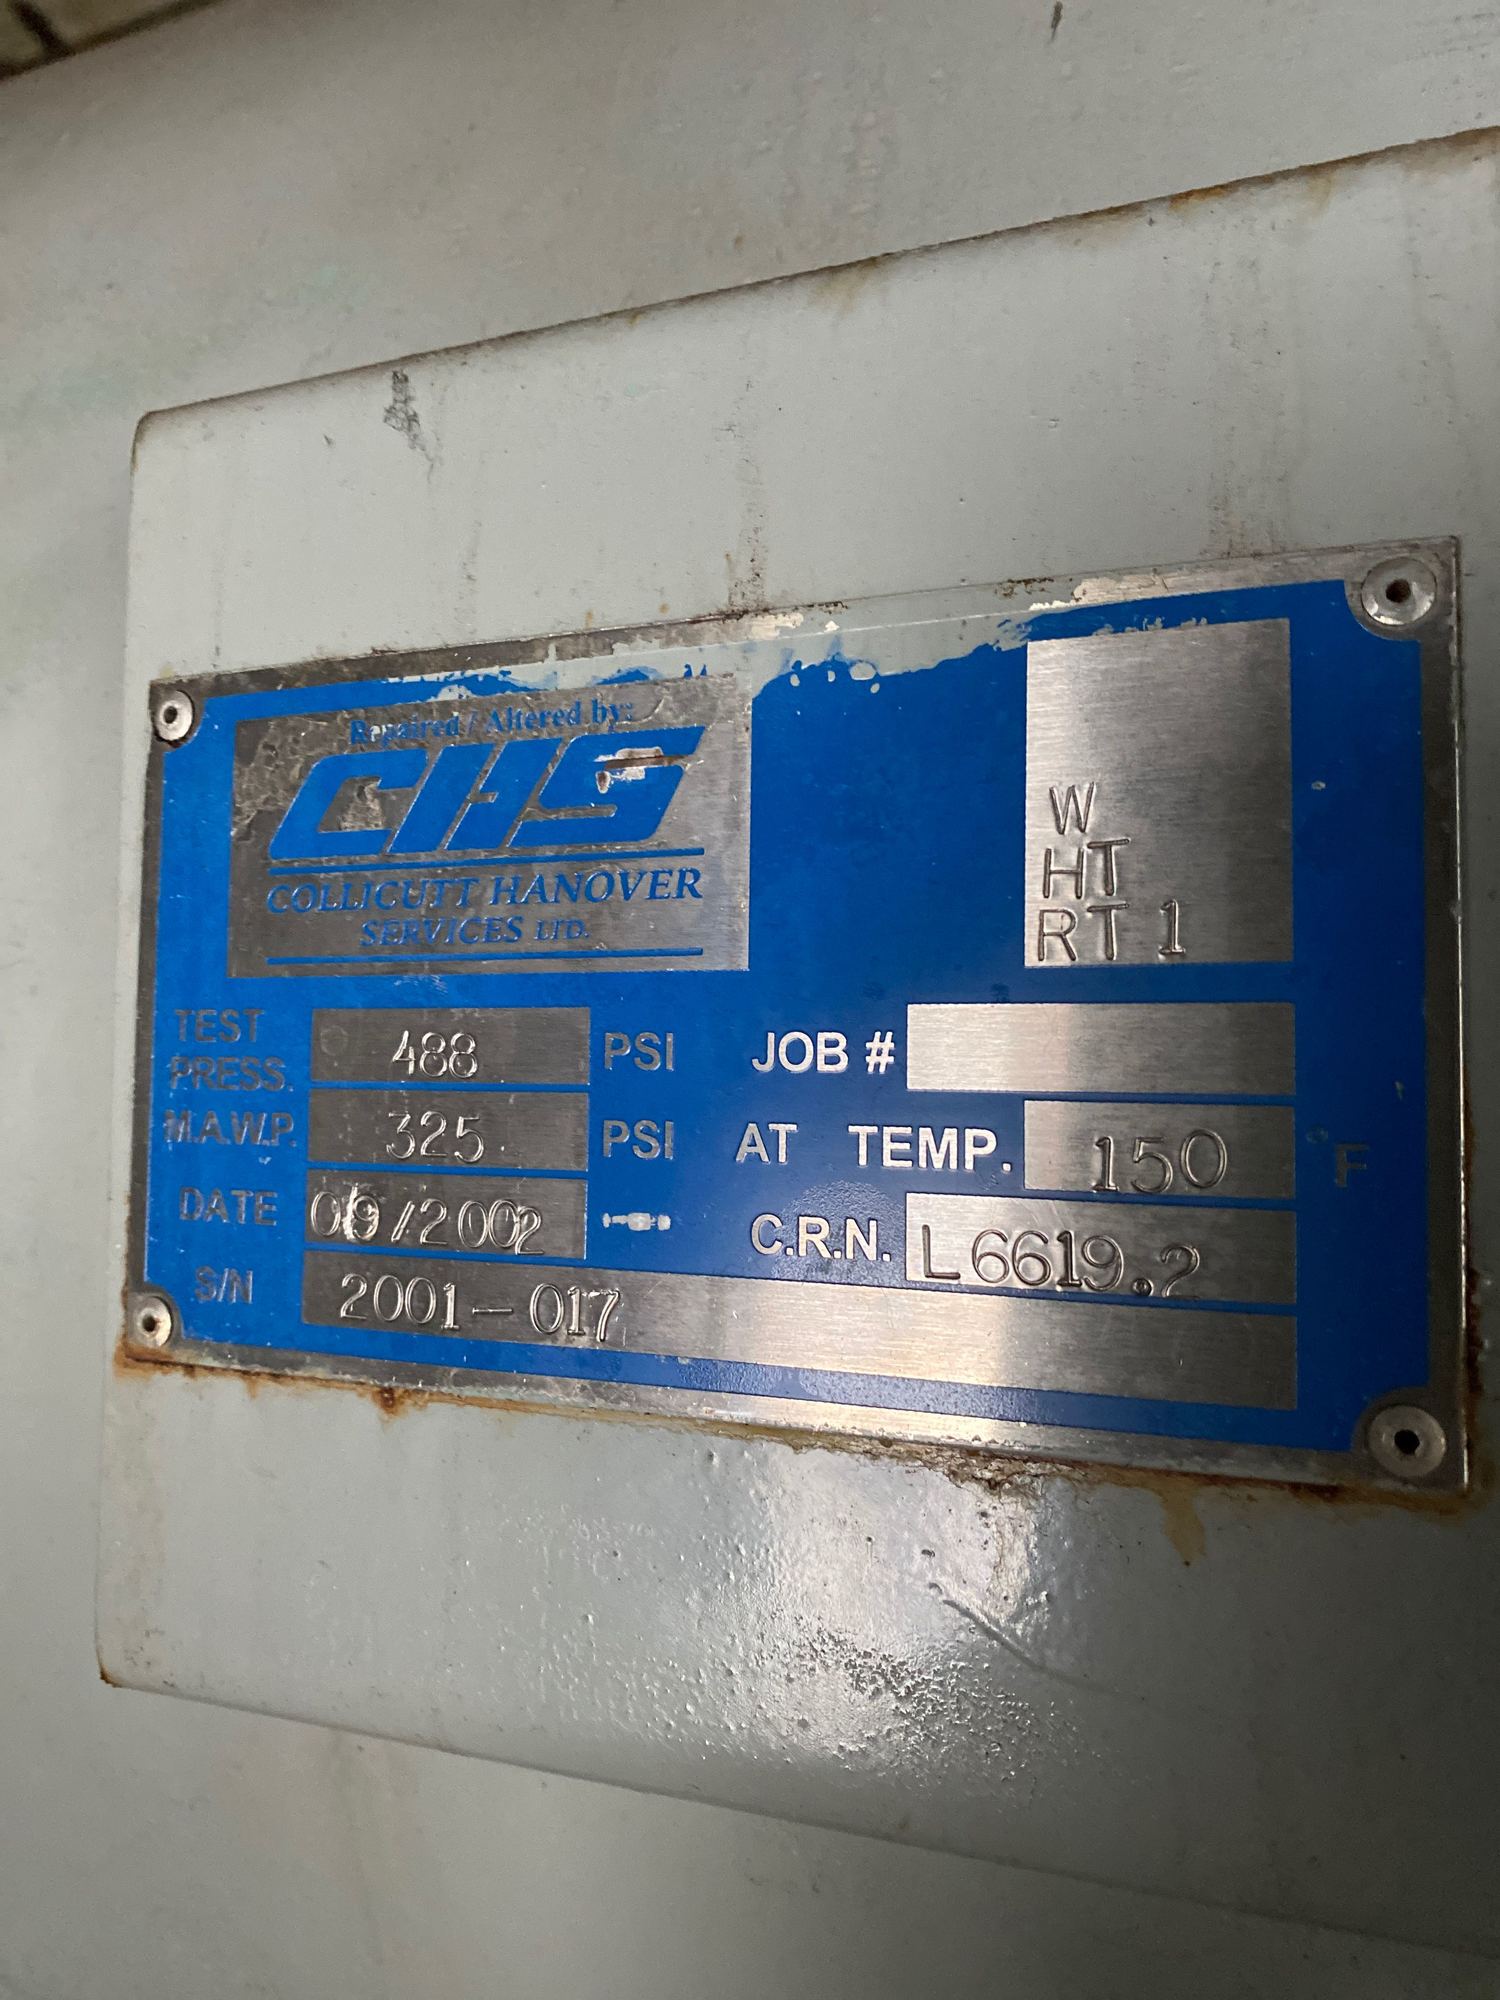 Repaired / Altered by:
CHS
COLLICUTT HANOVER
SERVICES LTD.
W
HT
RT 1
TEST PRESS. 488 PSI JOB #
M.A.W.P. 325 PSI AT TEMP. 150 °F
DATE 09/2002 C.R.N. L6619.2
S/N 2001-017